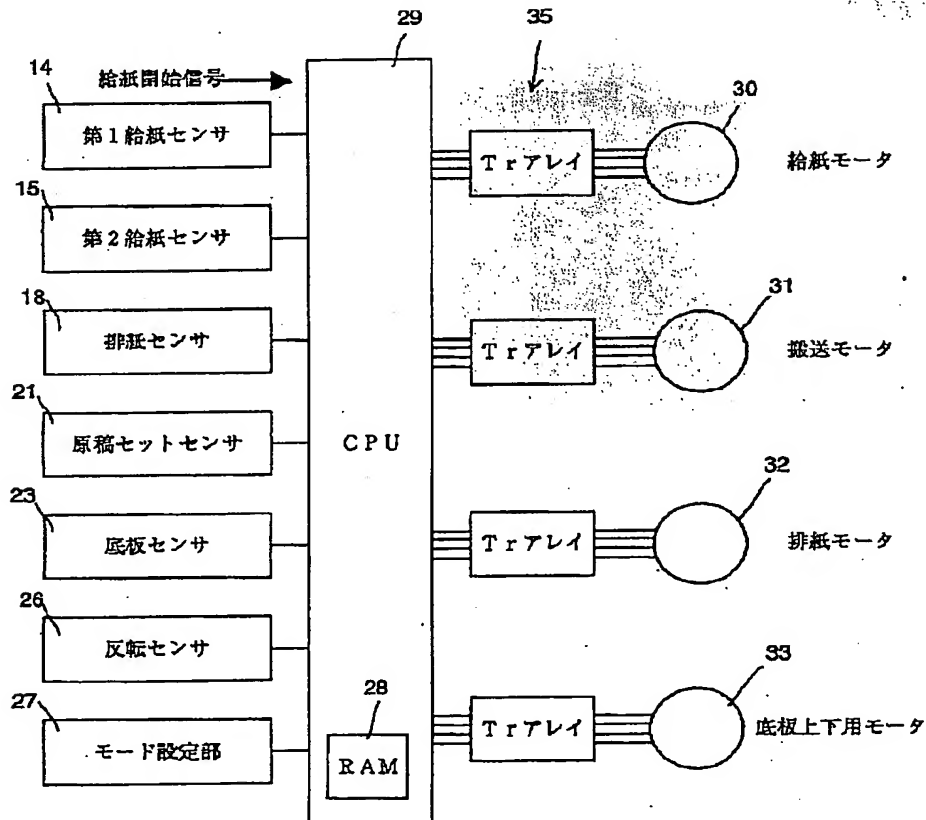 29
35
給紙開始信号
14
第1給紙センサ
30
Trアレイ
給紙モータ
15
第2給紙センサ
18
排紙センサ
31
Trアレイ
搬送モータ
21
原稿セットセンサ
CPU
23
底板センサ
32
Trアレイ
排紙モータ
26
反転センサ
27
モード設定部
28
RAM
33
Trアレイ
底板上下用モータ